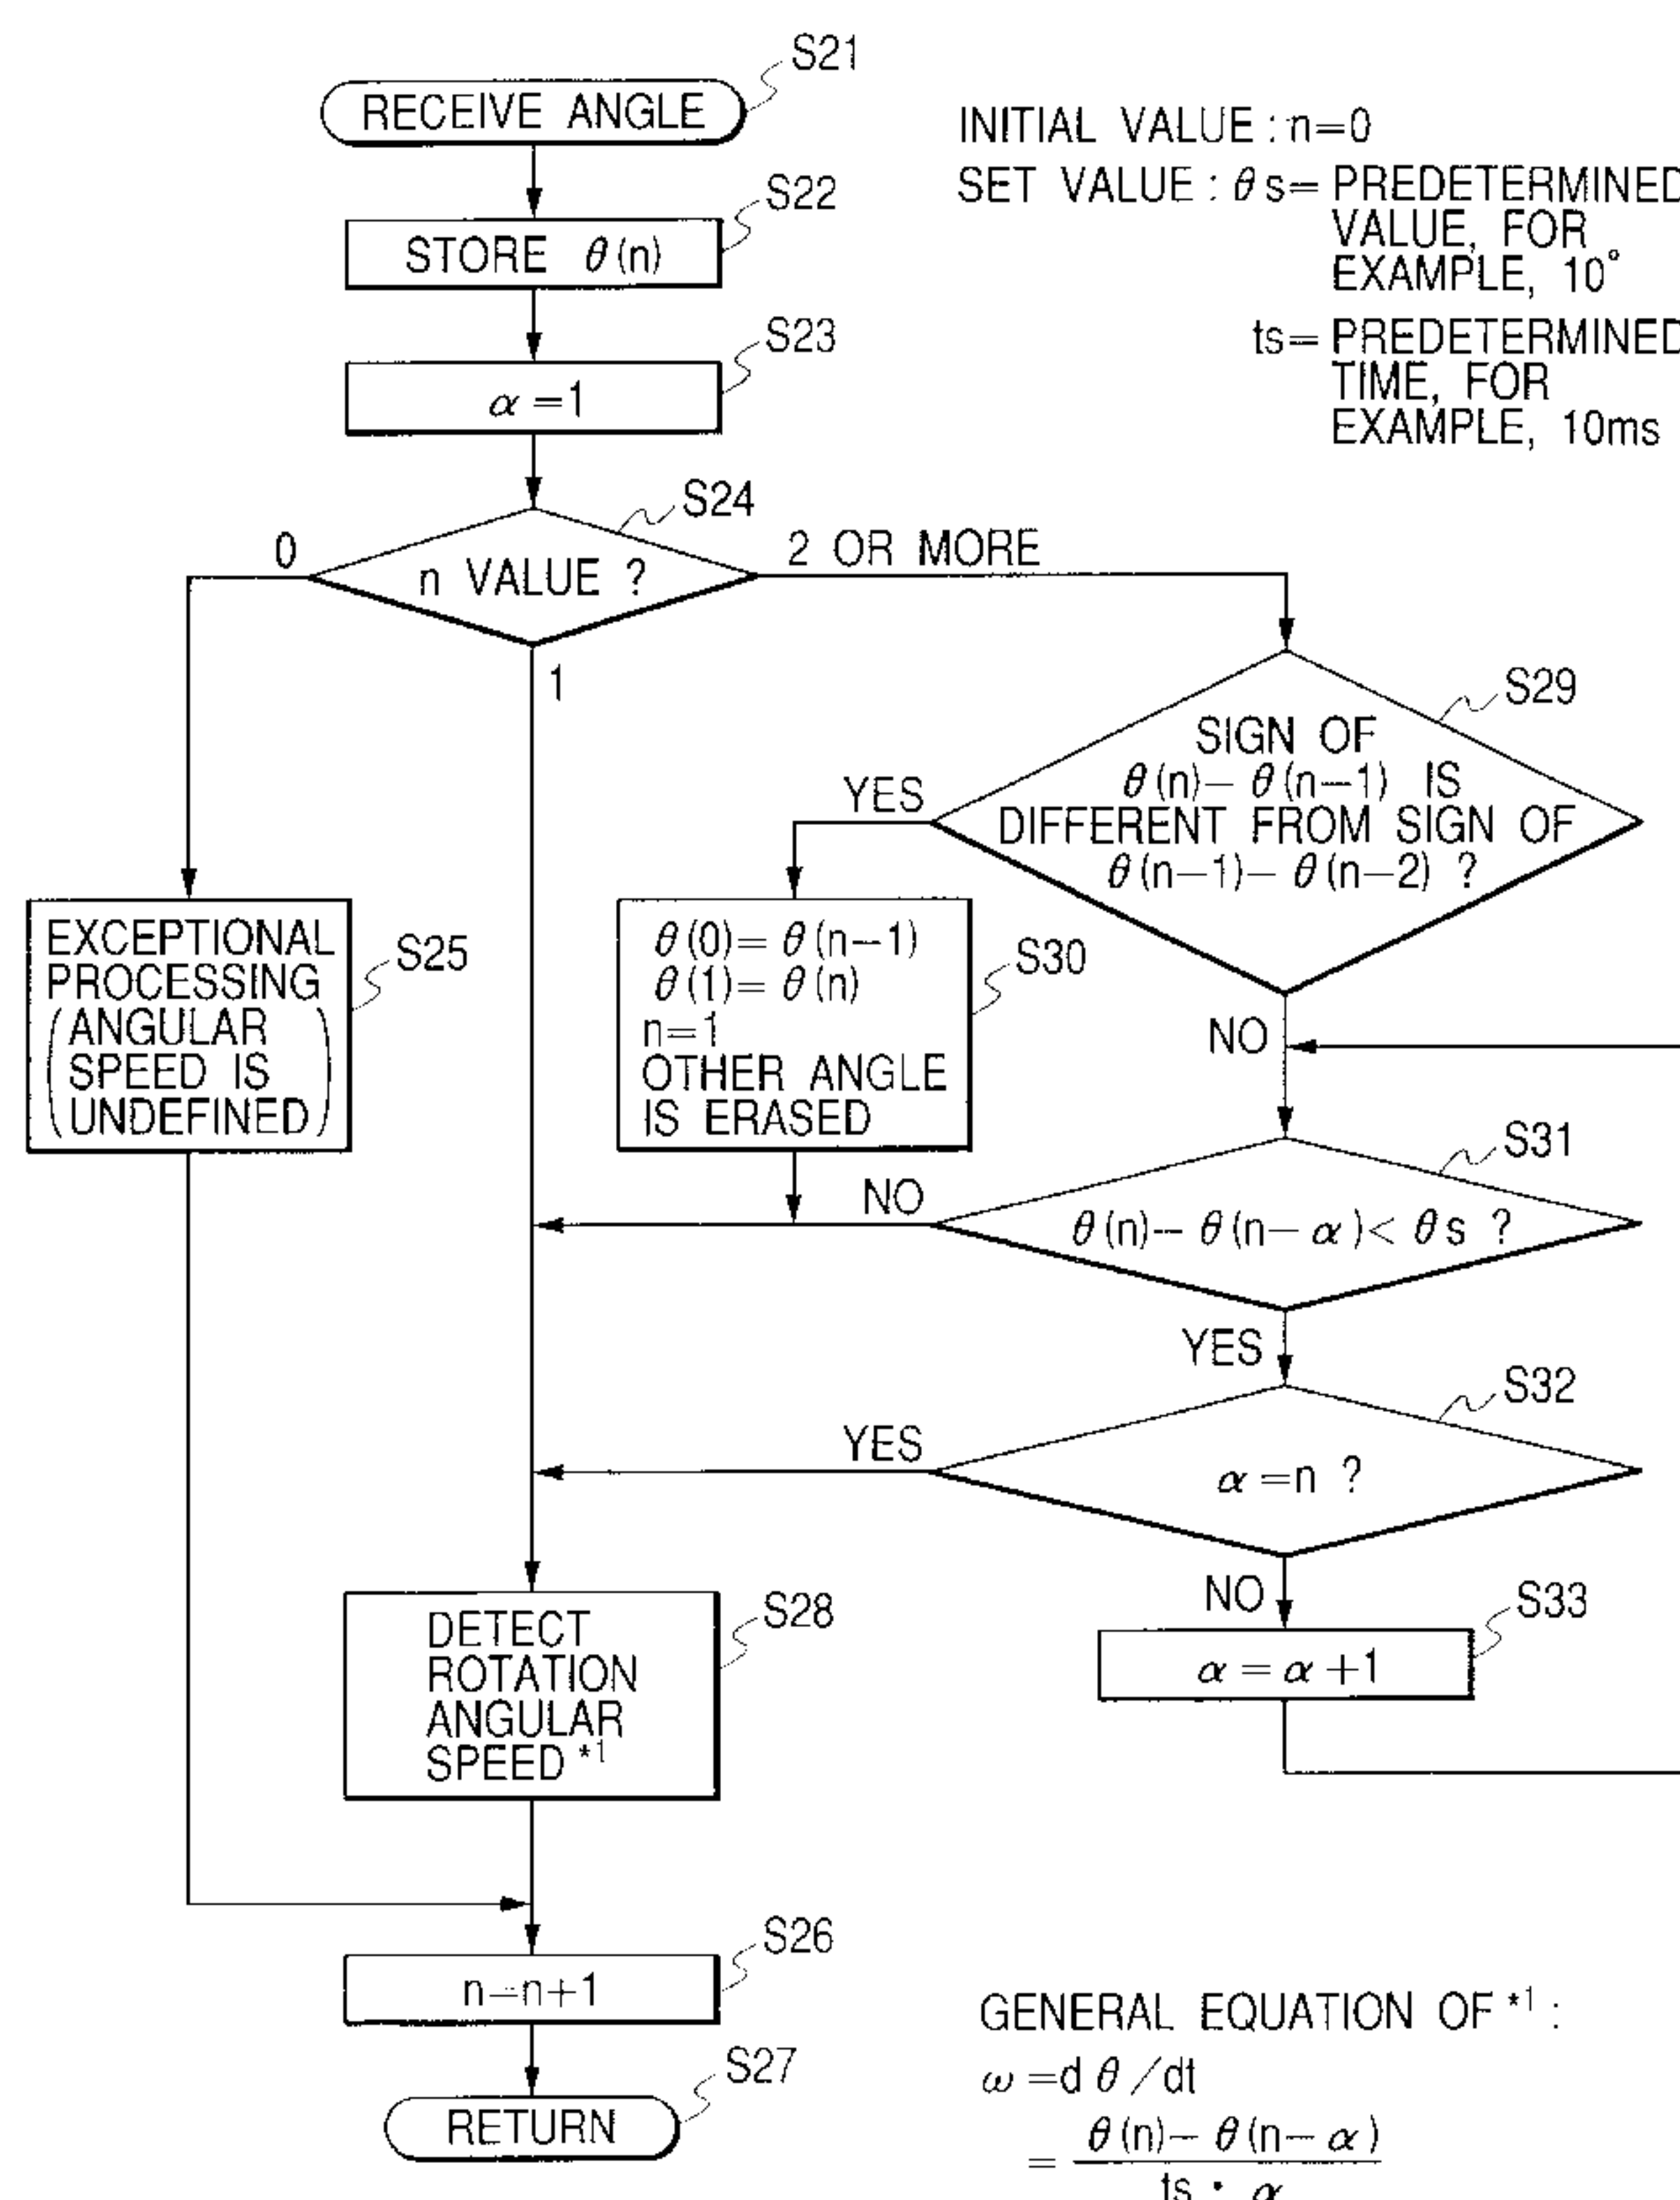 S21
RECEIVE ANGLE
INITIAL VALUE : n=0
SET VALUE : θs= PREDETERMINED
VALUE, FOR
EXAMPLE, 10°
ts= PREDETERMINED
TIME, FOR
EXAMPLE, 10ms
S22
STORE θ(n)
S23
α=1
S24
n VALUE ?
0
2 OR MORE
1
S29
SIGN OF
θ(n)− θ(n−1) IS
DIFFERENT FROM SIGN OF
θ(n−1)− θ(n−2) ?
YES
NO
S25
EXCEPTIONAL
PROCESSING
(ANGULAR
SPEED IS
UNDEFINED)
S30
θ(0)= θ(n−1)
θ(1)= θ(n)
n=1
OTHER ANGLE
IS ERASED
S31
θ(n)− θ(n−α)< θs ?
NO
YES
S32
α=n ?
YES
NO
S33
α=α+1
S28
DETECT
ROTATION
ANGULAR
SPEED *1
S26
n=n+1
S27
RETURN
GENERAL EQUATION OF *1 :
ω=dθ/dt
= θ(n)− θ(n−α)
ts・α